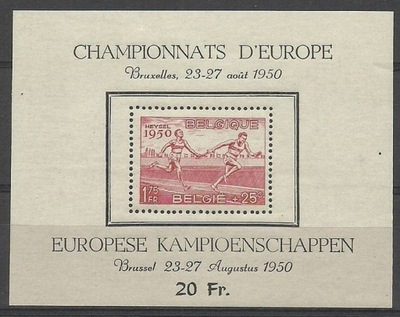 CHAMPIONNATS D'EUROPE
Bruxelles, 23-27 août 1950
HEYSEL
1950 BELGIQUE
1.75 FR BELGIË +25c
EUROPESE KAMPIOENSCHAPPEN
Brussel 23-27 Augustus 1950
20 Fr.